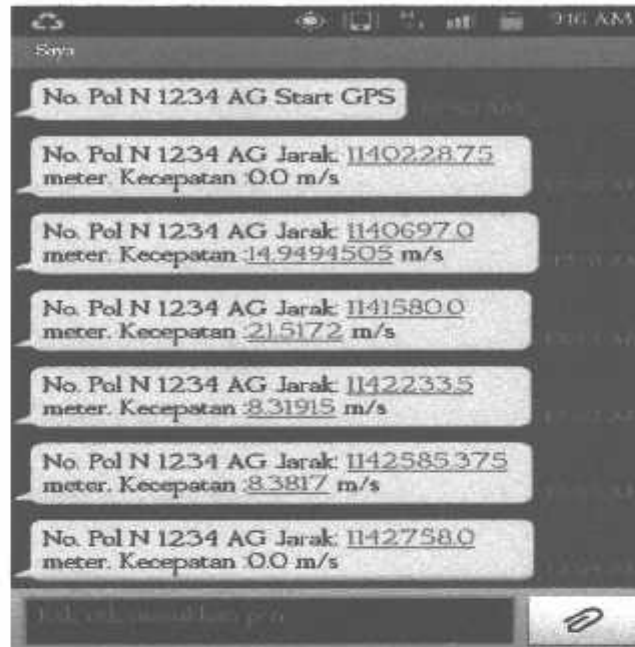 9:16 AM
Saya
No. Pol N 1234 AG Start GPS
No. Pol N 1234 AG Jarak: 1140228.75
meter. Kecepatan :0.0 m/s
No. Pol N 1234 AG Jarak: 1140697.0
meter. Kecepatan :14.9494505 m/s
No. Pol N 1234 AG Jarak: 1141580.0
meter. Kecepatan :21.5172 m/s
No. Pol N 1234 AG Jarak: 1142233.5
meter. Kecepatan :8.31915 m/s
No. Pol N 1234 AG Jarak: 1142585.375
meter. Kecepatan :8.3817 m/s
No. Pol N 1234 AG Jarak: 1142758.0
meter. Kecepatan :0.0 m/s